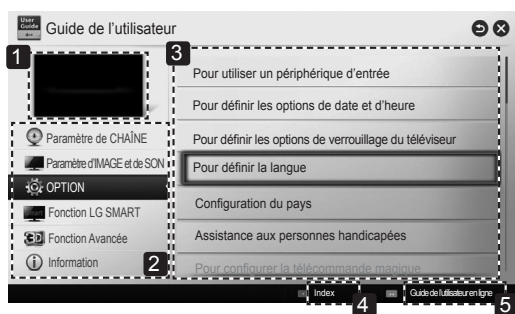 User Guide
Guide de l'utilisateur
1
3
Pour utiliser un périphérique d'entrée
Pour définir les options de date et d'heure
Paramètre de CHAÎNE
Pour définir les options de verrouillage du téléviseur
Paramètre d'IMAGE et de SON
Pour définir la langue
OPTION
Configuration du pays
Fonction LG SMART
Assistance aux personnes handicapées
3D Fonction Avancée
Information
2
Pour configurer la télécommande magique
Index
4
Guide de l'utilisateur en ligne
5